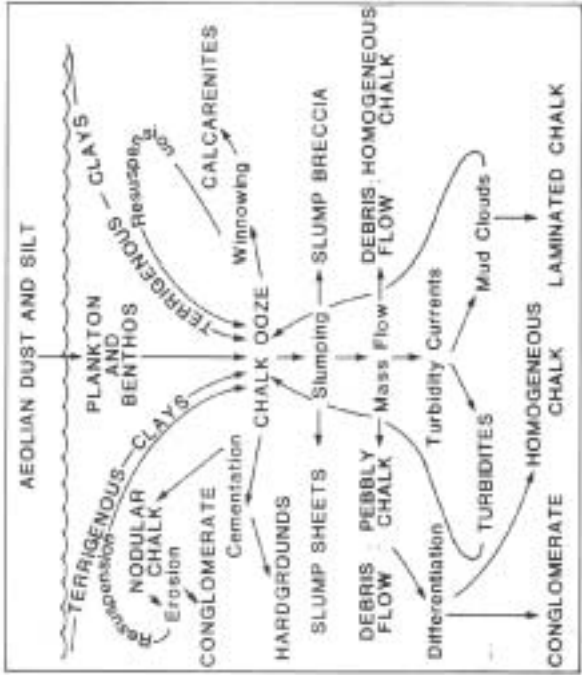 AEOLIAN DUST AND SILT
TERRIGENOUS CLAYS
TERRIGENOUS CLAYS
PLANKTON
AND
BENTHOS
Resuspension
Resuspension
NODULAR
CHALK
Erosion
CONGLOMERATE
Cementation
HARDGROUNDS
CHALK OOZE
Winnowing
CALCARENITES
SLUMP SHEETS
Slumping
SLUMP BRECCIA
DEBRIS : PEBBLY
FLOW CHALK
Mass Flow
DEBRIS HOMOGENEOUS
FLOW CHALK
Differentiation
Turbidity Currents
TURBIDITES
Mud Clouds
CONGLOMERATE
HOMOGENEOUS
CHALK
LAMINATED CHALK